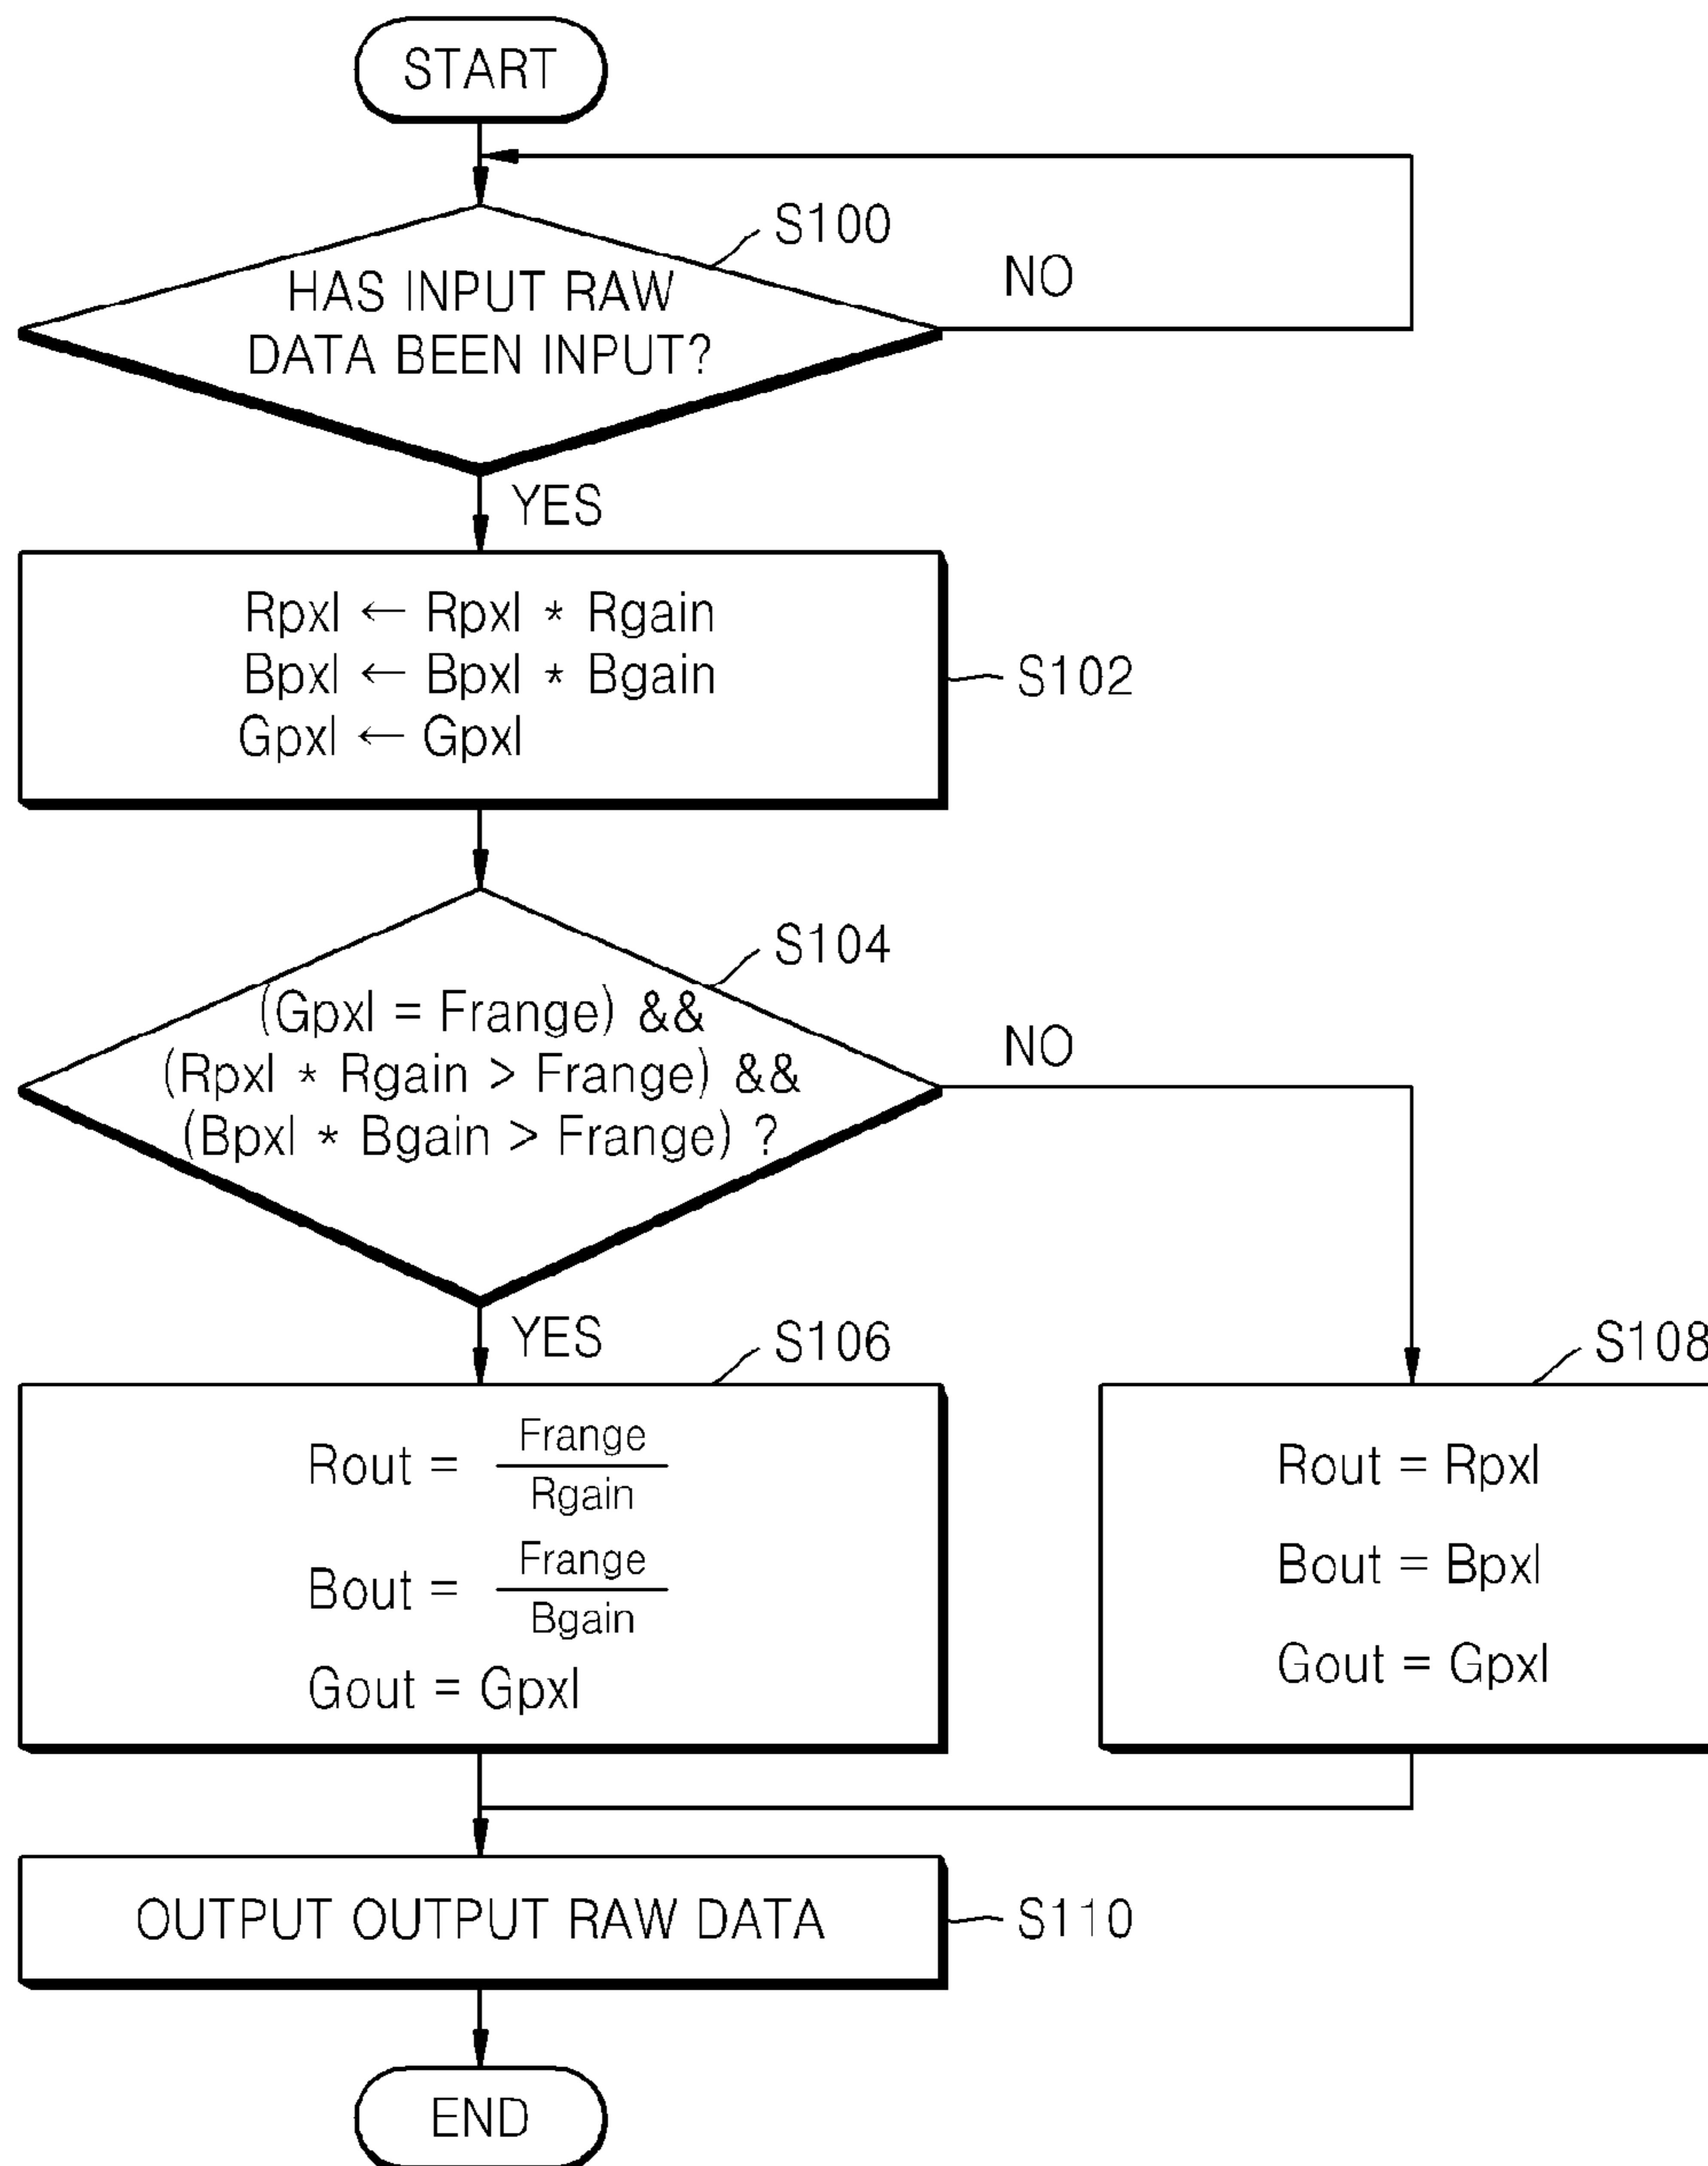 START
S100
HAS INPUT RAW
DATA BEEN INPUT?
NO
YES
Rpxl ← Rpxl * Rgain
Bpxl ← Bpxl * Bgain
Gpxl ← Gpxl
S102
S104
(Gpxl = Frange) &&
(Rpxl * Rgain > Frange) &&
(Bpxl * Bgain > Frange) ?
NO
YES
S106
Rout = Frange
Rgain
Bout = Frange
Bgain
Gout = Gpxl
S108
Rout = Rpxl
Bout = Bpxl
Gout = Gpxl
OUTPUT OUTPUT RAW DATA
S110
END